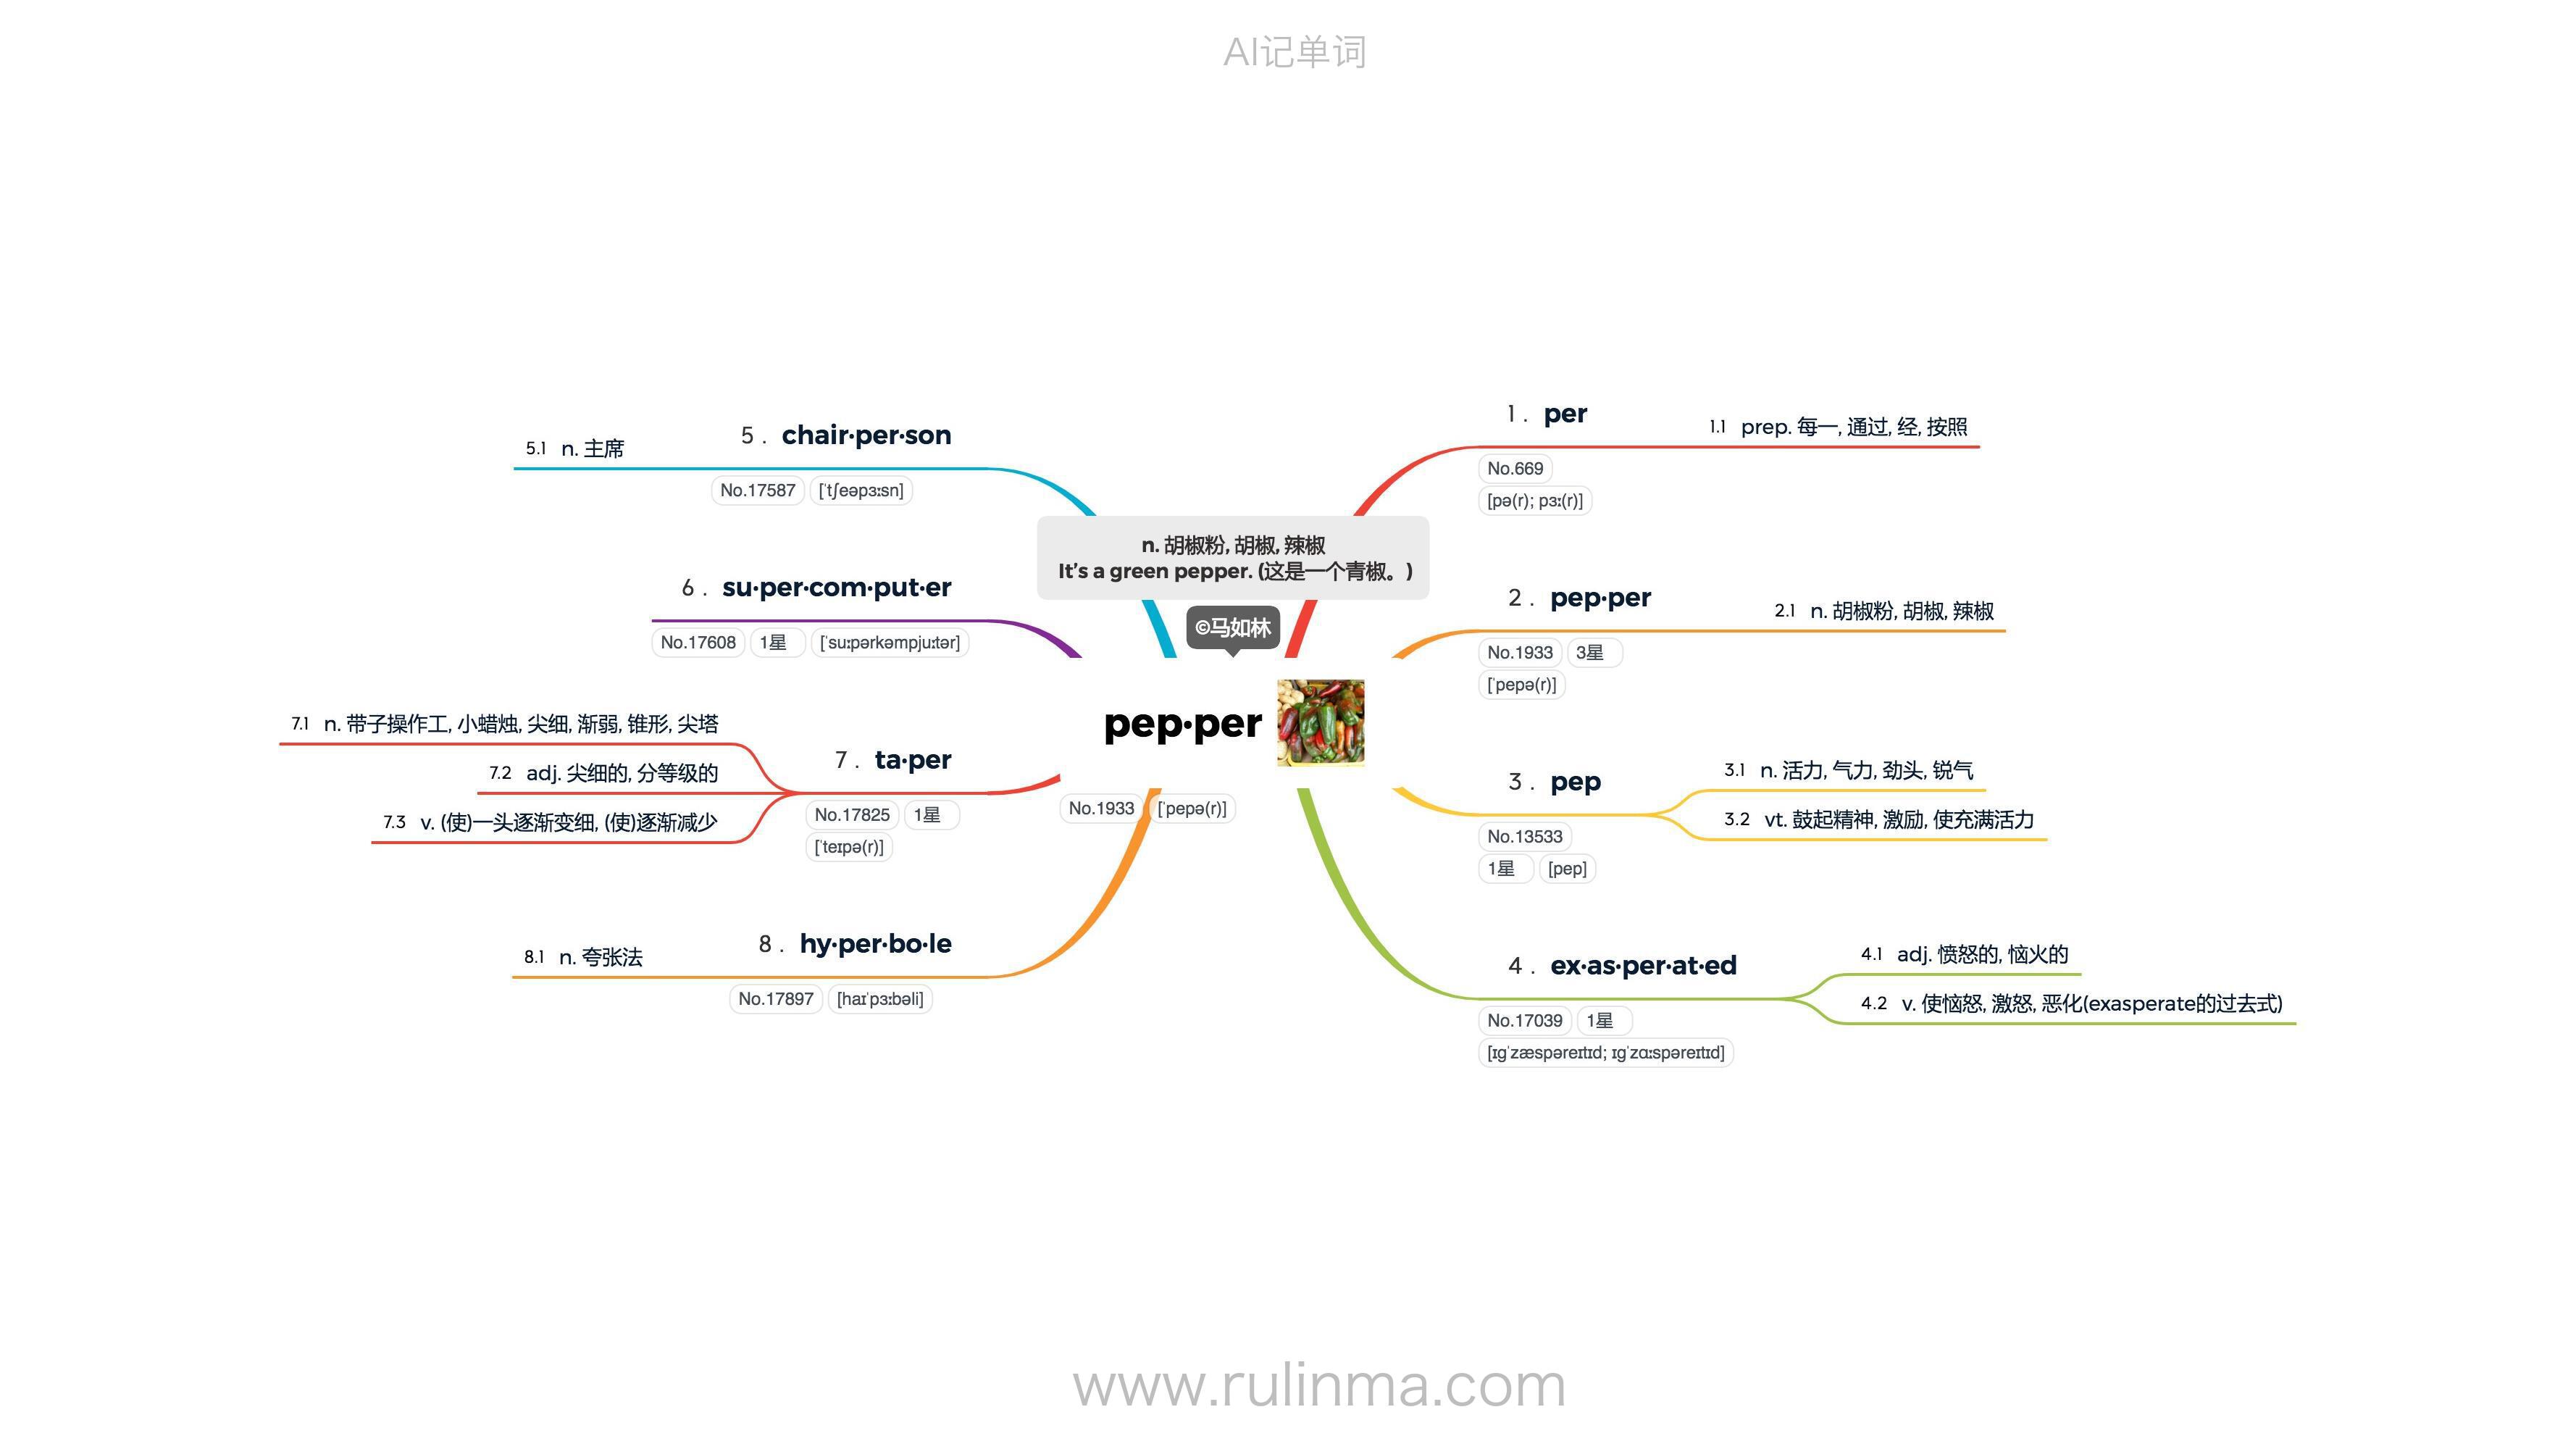 AI记单词
n. 胡椒粉, 胡椒, 辣椒
It's a green pepper. (这是一个青椒。)
©马如林
pep·per
No.1933 [ˈpepə(r)]
1. per
No.669
[pə(r); pɜː(r)]
1.1 prep. 每一, 通过, 经, 按照
2. pep·per
No.1933 3星
[ˈpepə(r)]
2.1 n. 胡椒粉, 胡椒, 辣椒
3. pep
No.13533
1星 [pep]
3.1 n. 活力, 气力, 劲头, 锐气
3.2 vt. 鼓起精神, 激励, 使充满活力
4. ex·as·per·at·ed
No.17039 1星
[ɪɡˈzæspəreɪtɪd; ɪɡˈzɑːspəreɪtɪd]
4.1 adj. 愤怒的, 恼火的
4.2 v. 使恼怒, 激怒, 恶化(exasperate的过去式)
5. chair·per·son
No.17587 [ˈtʃeəpɜːsn]
5.1 n. 主席
6. su·per·com·put·er
No.17608 1星 [ˈsuːpərkəmpjuːtər]
7. ta·per
No.17825 1星
[ˈteɪpə(r)]
7.1 n. 带子操作工, 小蜡烛, 尖细, 渐弱, 锥形, 尖塔
7.2 adj. 尖细的, 分等级的
7.3 v. (使)一头逐渐变细, (使)逐渐减少
8. hy·per·bo·le
No.17897 [haɪˈpɜːbəli]
8.1 n. 夸张法
www.rulinma.com